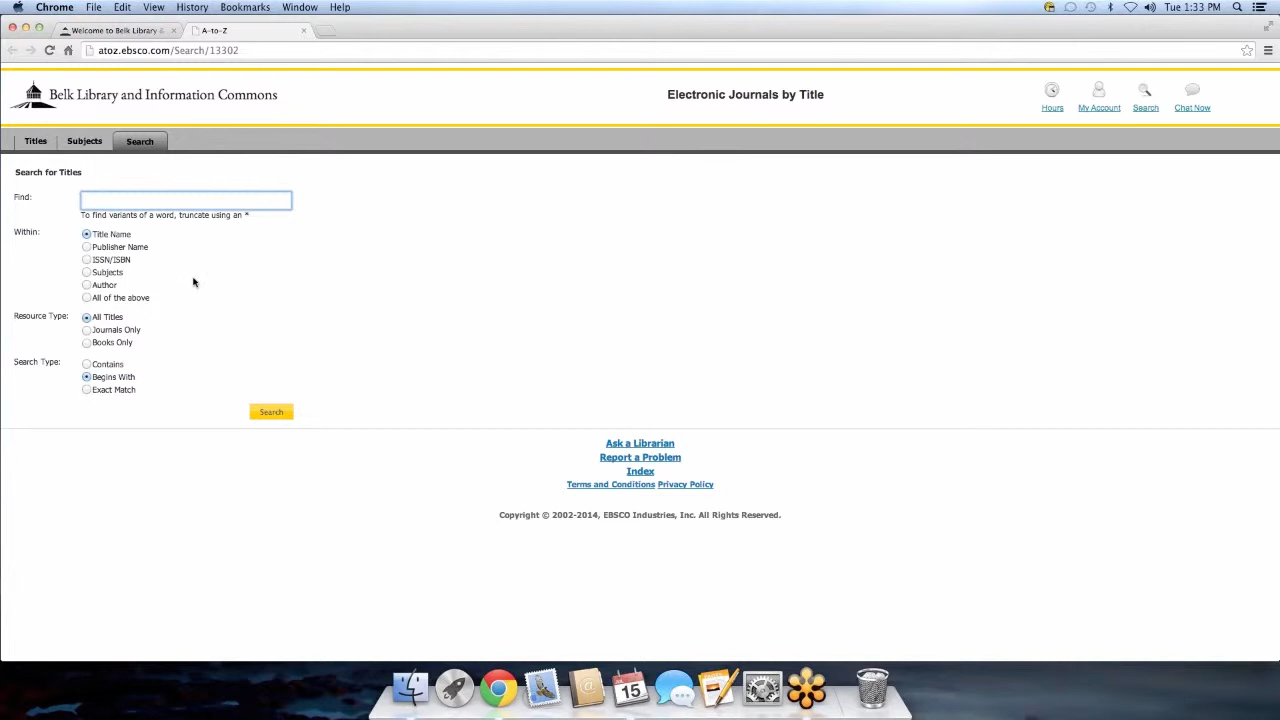 Chrome File Edit View History Bookmarks Window Help Tue 1:33 PM
Welcome to Belk Library & A-to-Z
atoz.ebsco.com/Search/13302
Belk Library and Information Commons
Electronic Journals by Title
Hours My Account Search Chat Now
Titles Subjects Search
Search for Titles
Find:
To find variants of a word, truncate using an *
Within: Title Name
Publisher Name
ISSN/ISBN
Subjects
Author
All of the above
Resource Type: All Titles
Journals Only
Books Only
Search Type: Contains
Begins With
Exact Match
Search
Ask a Librarian
Report a Problem
Index
Terms and Conditions Privacy Policy
Copyright © 2002-2014, EBSCO Industries, Inc. All Rights Reserved.
15